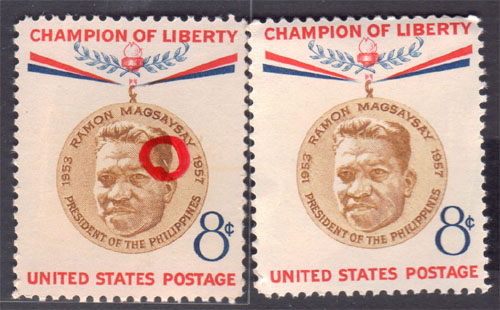 CHAMPION OF LIBERTY
RAMON MAGSAYSAY
1953 1957
PRESIDENT OF THE PHILIPPINES
8¢
UNITED STATES POSTAGE
CHAMPION OF LIBERTY
RAMON MAGSAYSAY
1953 1957
PRESIDENT OF THE PHILIPPINES
8¢
UNITED STATES POSTAGE